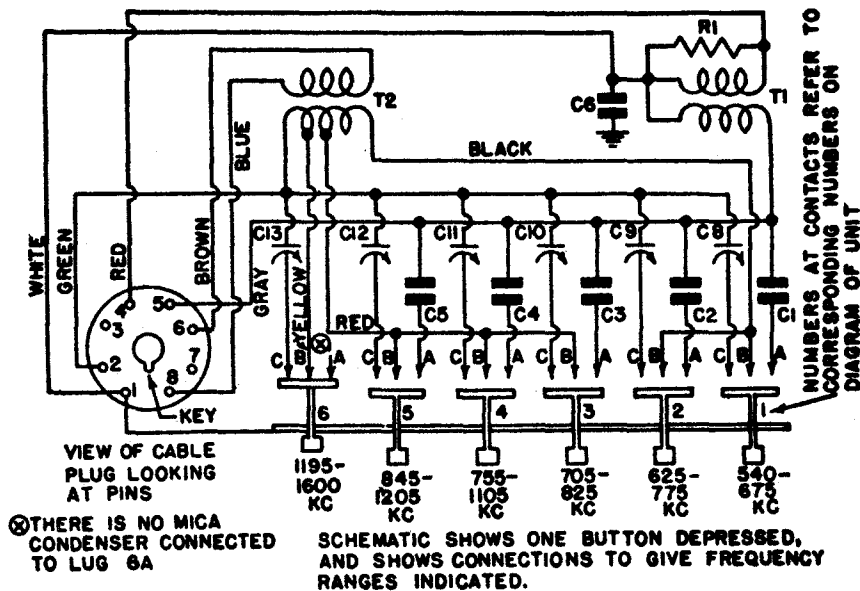 R1
T2
C6
T1
BLUE
BLACK
WHITE
GREEN
RED
BROWN
GRAY
YELLOW
RED
C13
C12
C11
C10
C9
C8
C5
C4
C3
C2
C1
4
5
3
6
2
7
1
8
KEY
C B A
C B A
C B A
C B A
C B A
C B A
6
5
4
3
2
1
VIEW OF CABLE
PLUG LOOKING
AT PINS
1195-
1600
KC
845-
1205
KC
755-
1105
KC
705-
825
KC
625-
775
KC
540-
675
KC
⊗THERE IS NO MICA
CONDENSER CONNECTED
TO LUG 6A
SCHEMATIC SHOWS ONE BUTTON DEPRESSED,
AND SHOWS CONNECTIONS TO GIVE FREQUENCY
RANGES INDICATED.
NUMBERS AT CONTACTS REFER TO
CORRESPONDING NUMBERS ON
DIAGRAM OF UNIT